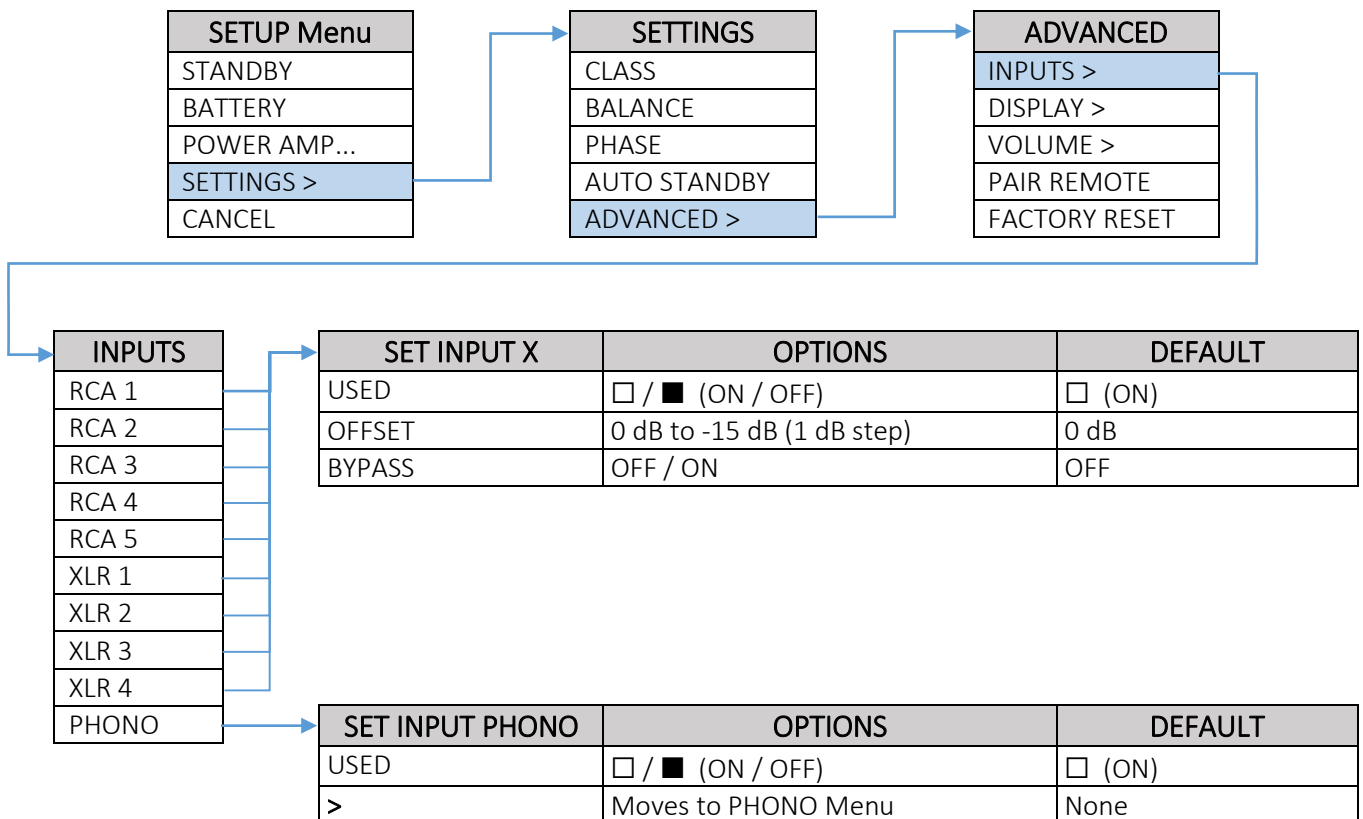 SETUP Menu
STANDBY
BATTERY
POWER AMP...
SETTINGS >
CANCEL
SETTINGS
CLASS
BALANCE
PHASE
AUTO STANDBY
ADVANCED >
ADVANCED
INPUTS >
DISPLAY >
VOLUME >
PAIR REMOTE
FACTORY RESET
INPUTS
RCA 1
RCA 2
RCA 3
RCA 4
RCA 5
XLR 1
XLR 2
XLR 3
XLR 4
PHONO
SET INPUT X OPTIONS DEFAULT
USED □ / ■ (ON / OFF) □ (ON)
OFFSET 0 dB to -15 dB (1 dB step) 0 dB
BYPASS OFF / ON OFF
SET INPUT PHONO OPTIONS DEFAULT
USED □ / ■ (ON / OFF) □ (ON)
> Moves to PHONO Menu None